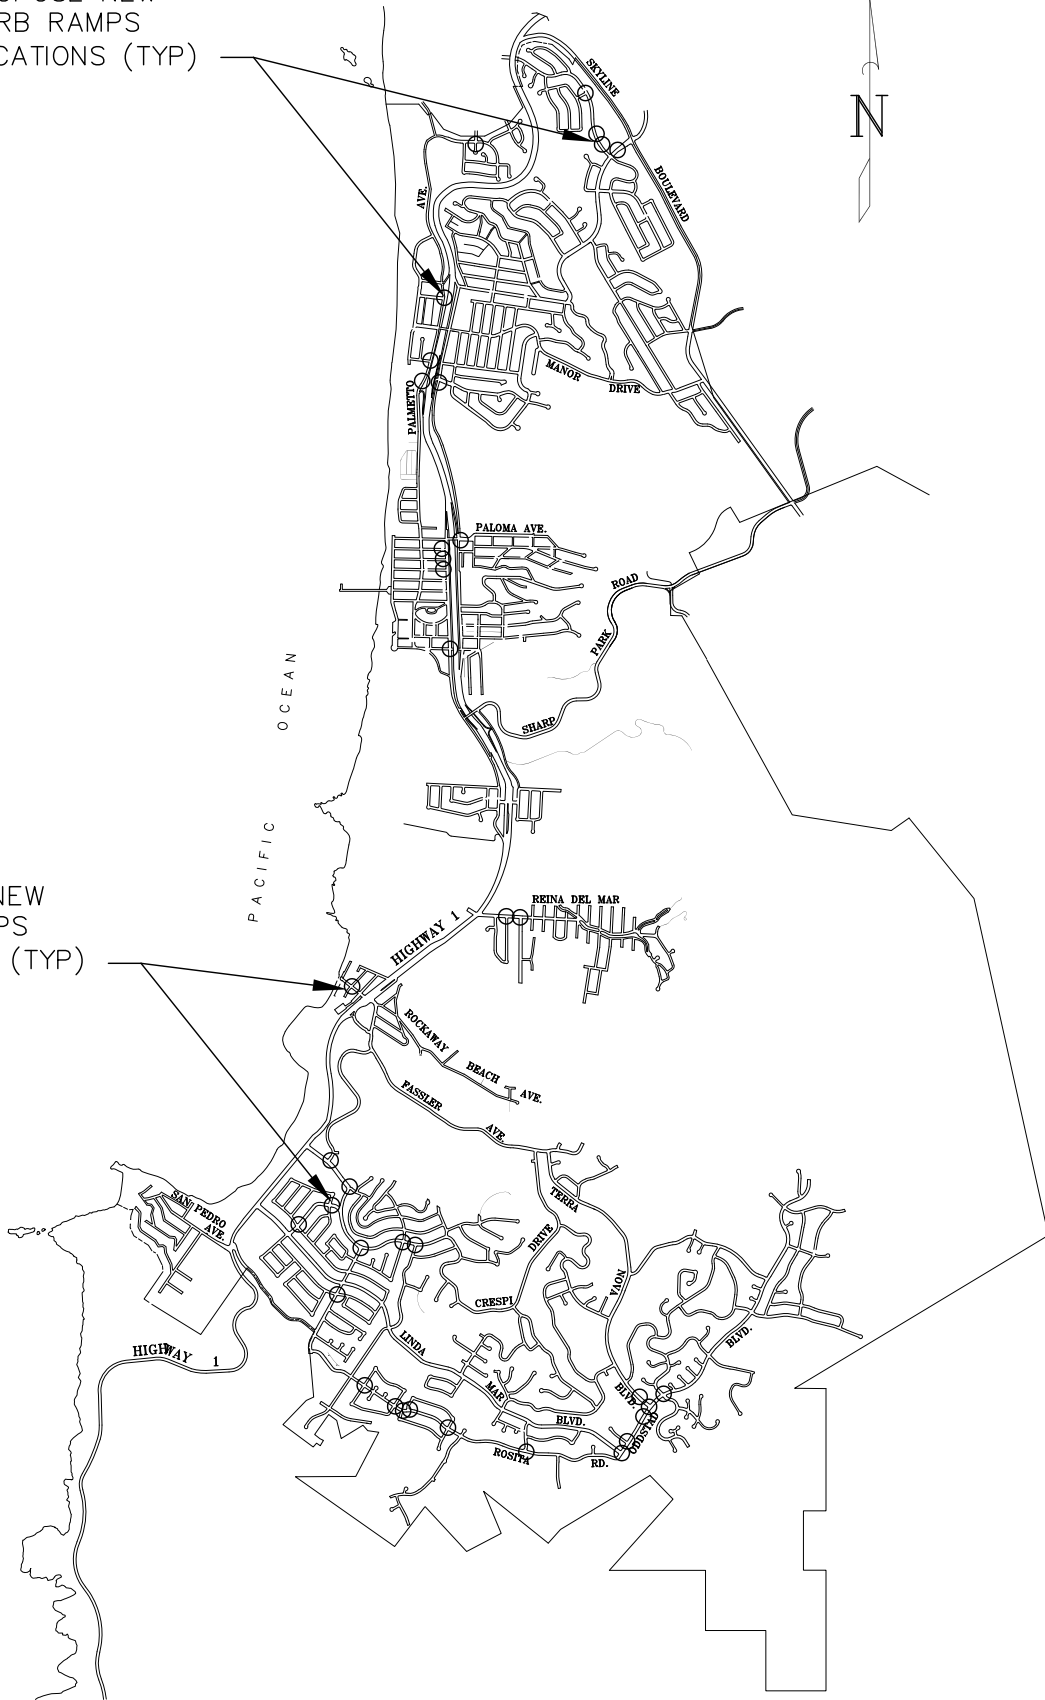 RB RAMPS
CATIONS (TYP)
N
SKYLINE
BOULEVARD
AVE.
MANOR
DRIVE
PALMETTO
PALOMA AVE.
ROAD
PARK
SHARP
OCEAN
PACIFIC
NEW
PS
(TYP)
REINA DEL MAR
HIGHWAY 1
ROCKAWAY
BEACH
AVE.
FASSLER
AVE.
TERRA
NOVA
DRIVE
CRESPI
SAN PEDRO
AVE.
HIGHWAY 1
LINDA
MAR
BLVD.
BLVD.
BLVD.
ODDSTAD
ROSITA
RD.